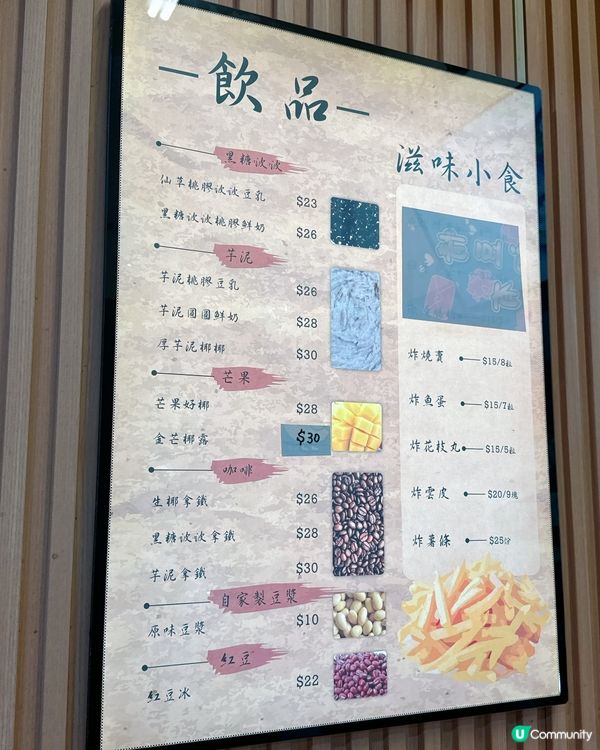 飲品
黑糖波波
仙草桃膠波波豆乳 $23
黑糖波波桃膠鮮奶 $26
芋泥
芋泥桃膠豆乳 $26
芋泥圓圓鮮奶 $28
厚芋泥椰椰 $30
芒果
芒果好椰 $28
金芒椰露 $30
咖啡
生椰拿鐵 $26
黑糖波波拿鐵 $28
芋泥拿鐵 $30
自家製豆漿
原味豆漿 $10
紅豆
紅豆冰 $22
滋味小食
炸燒賣 $15/8粒
炸魚蛋 $15/7粒
炸花枝丸 $15/5粒
炸雲皮 $20/9塊
炸薯條 $25份
U Community